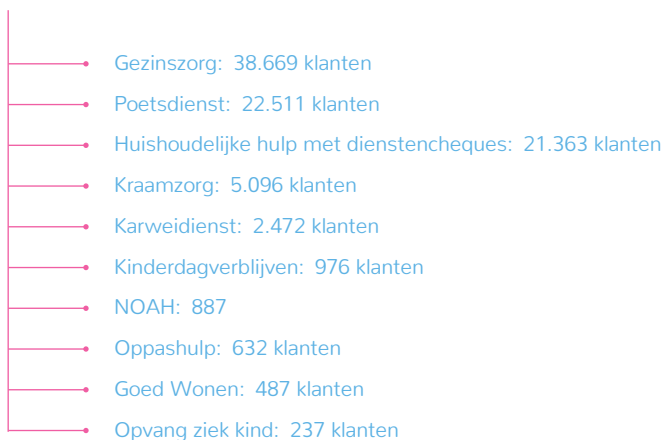 Gezinszorg: 38.669 klanten
Poetsdienst: 22.511 klanten
Huishoudelijke hulp met dienstencheques: 21.363 klanten
Kraamzorg: 5.096 klanten
Karweidienst: 2.472 klanten
Kinderdagverblijven: 976 klanten
NOAH: 887
Oppashulp: 632 klanten
Goed Wonen: 487 klanten
Opvang ziek kind: 237 klanten